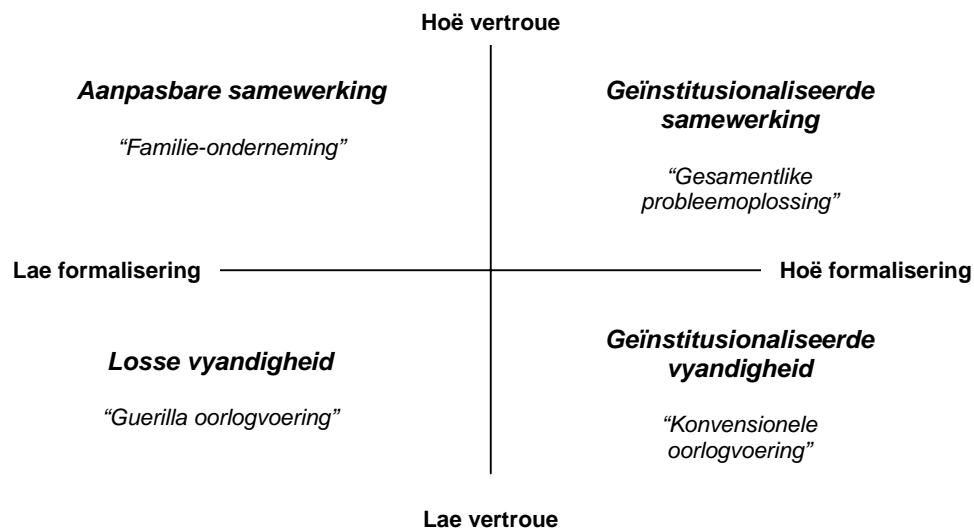 Hoë vertroue
Aanpasbare samewerking
“Familie-onderneming”
Geïnstitusionaliseerde
samewerking
“Gesamentlike
probleemoplossing”
Lae formalisering
Hoë formalisering
Losse vyandigheid
“Guerilla oorlogvoering”
Geïnstitusionaliseerde
vyandigheid
“Konvensionele
oorlogvoering”
Lae vertroue